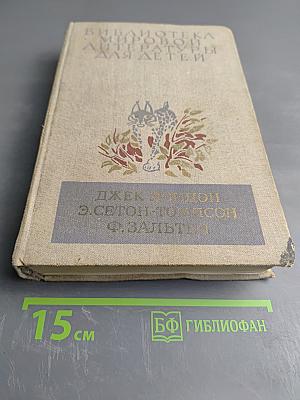 БИБЛИОТЕКА
МИРОВОЙ
ЛИТЕРАТУРЫ
ДЛЯ ДЕТЕЙ
ДЖЕК ЛОНДОН
Э.СЕТОН-ТОМПСОН
Ф.ЗАЛЬТЕН
15 СМ
БФ ГИБЛИОФАН